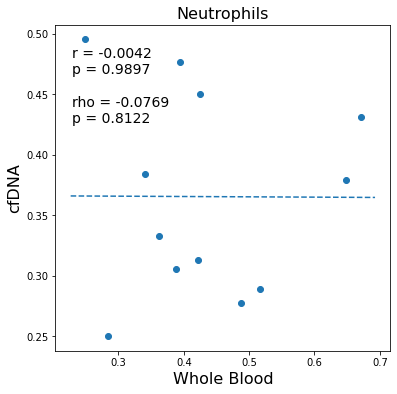 Neutrophils
r = -0.0042
p = 0.9897
rho = -0.0769
p = 0.8122
cfDNA
0.50
0.45
0.40
0.35
0.30
0.25
0.3 0.4 0.5 0.6 0.7
Whole Blood